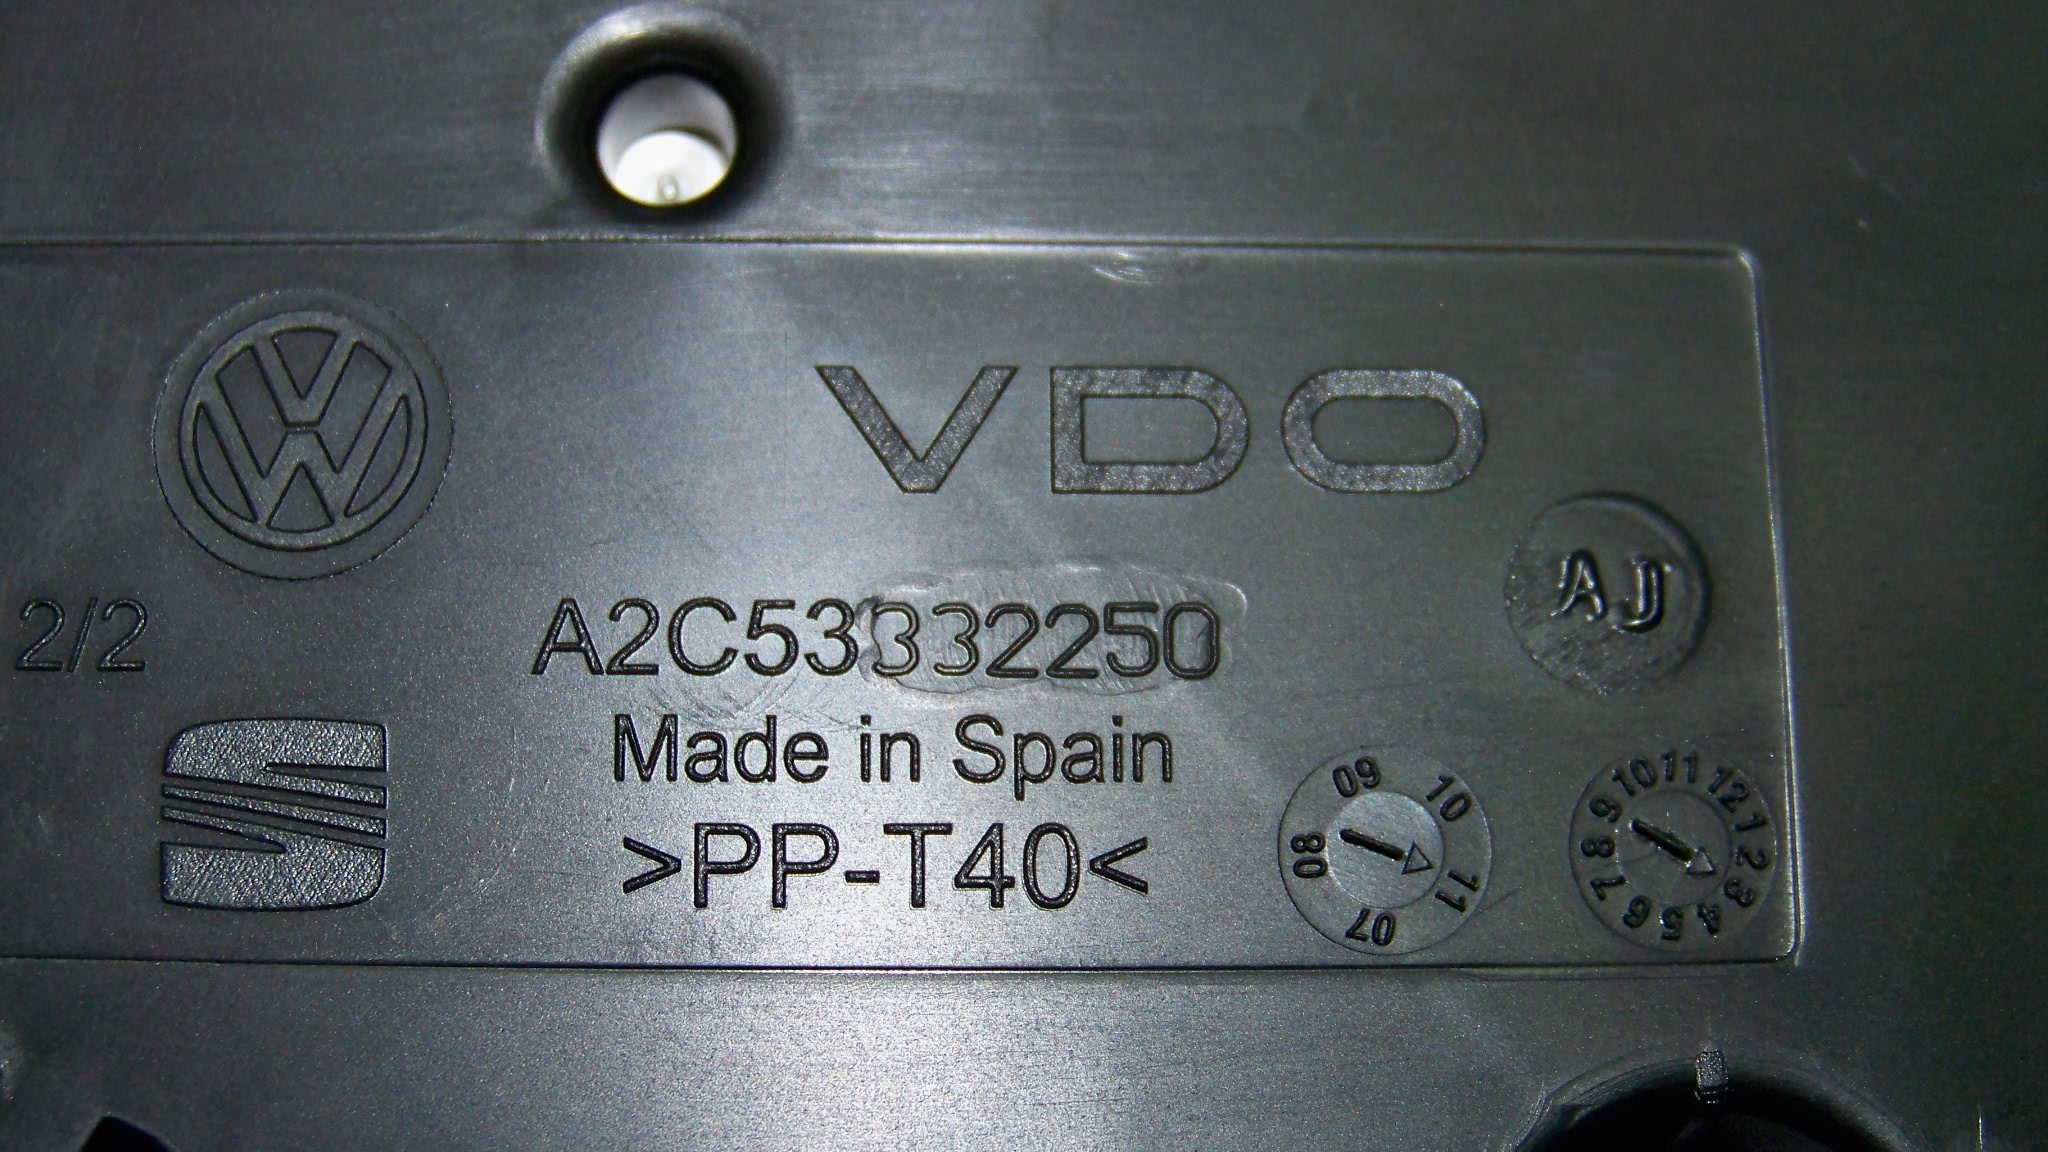 VDO
AJ
2/2
A2C53332250
Made in Spain
>PP-T40<
07 08 09 10 11
1 2 3 4 5 6 7 8 9 10 11 12